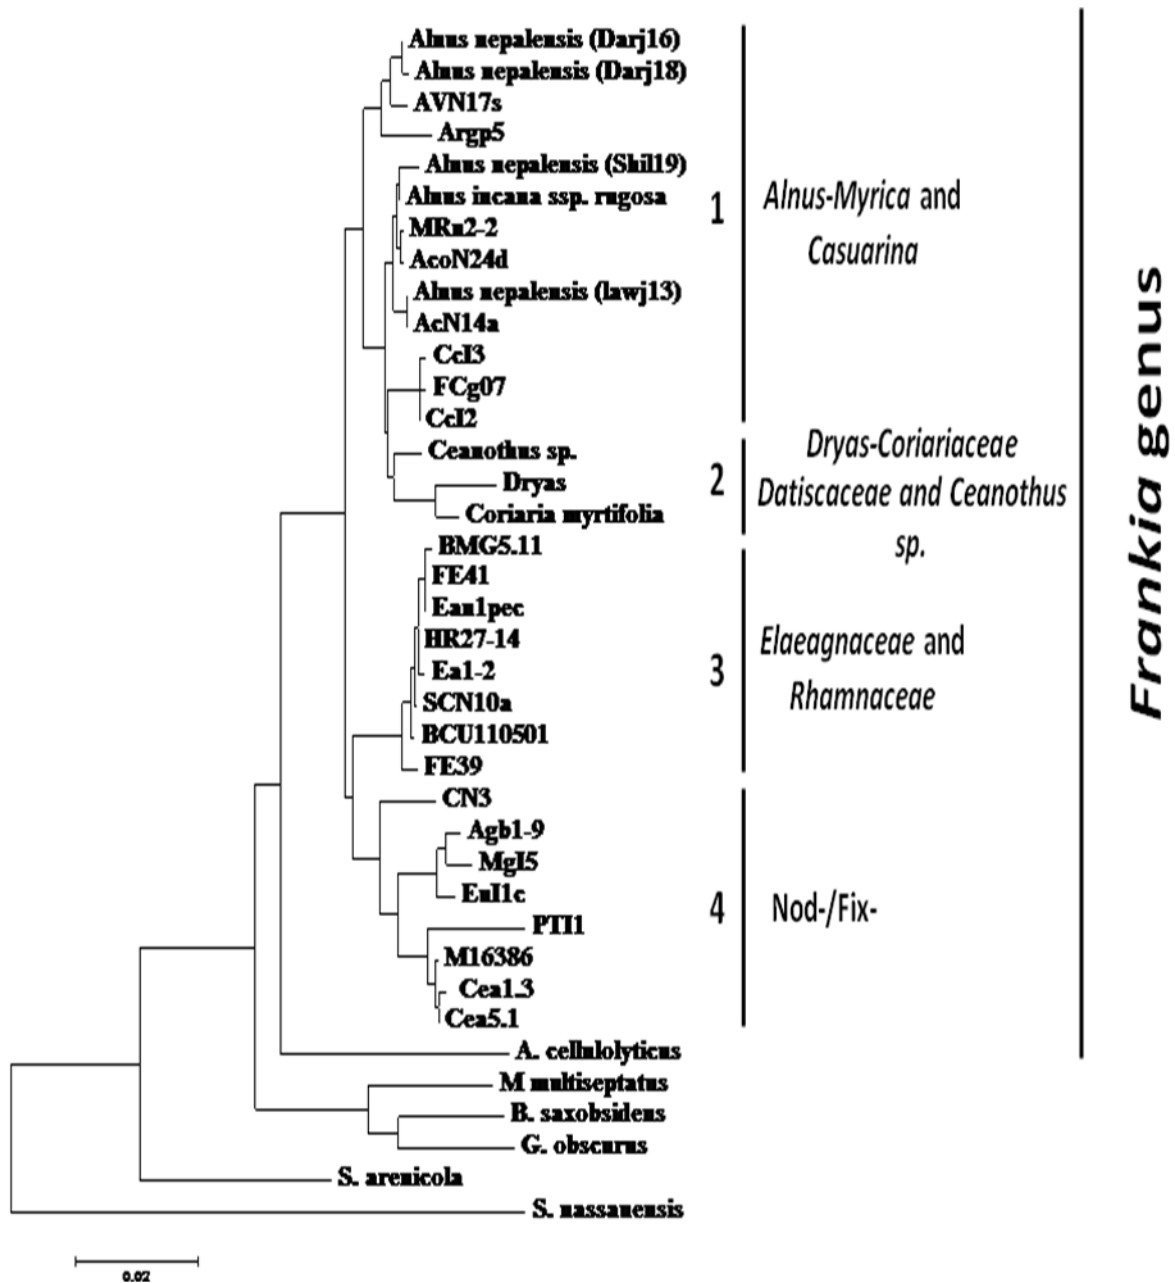 Alnus nepalensis (Darj16)
Alnus nepalensis (Darj18)
AVN17s
Argp5
Alnus nepalensis (Shil19)
Alnus incana ssp. rugosa
MRn2-2
AcoN24d
Alnus nepalensis (lawj13)
AcN14a
CcI3
FCg07
CcI2
Ceanothus sp.
Dryas
Coriaria myrtifolia
BMG5.11
FE41
Ean1pec
HR27-14
Ea1-2
SCN10a
BCU110501
FE39
CN3
Agb1-9
MgI5
EuI1c
PTI1
M16386
Cea1.3
Cea5.1
A. cellulolyticus
M multiseptatus
B. saxobsidens
G. obscurus
S. arenicola
S. nassauensis
0.02
1
Alnus-Myrica and
Casuarina
2
Dryas-Coriariaceae
Datiscaceae and Ceanothus
sp.
3
Elaeagnaceae and
Rhamnaceae
4
Nod-/Fix-
Frankia genus